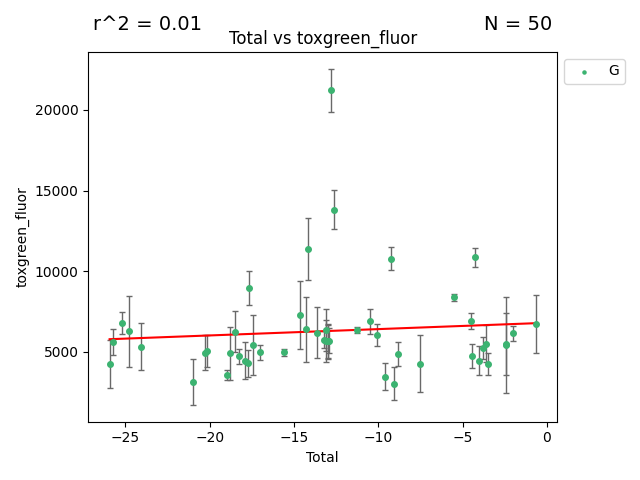 r^2 = 0.01
N = 50
Total vs toxgreen_fluor
G
20000
15000
10000
5000
toxgreen_fluor
−25
−20
−15
−10
−5
0
Total